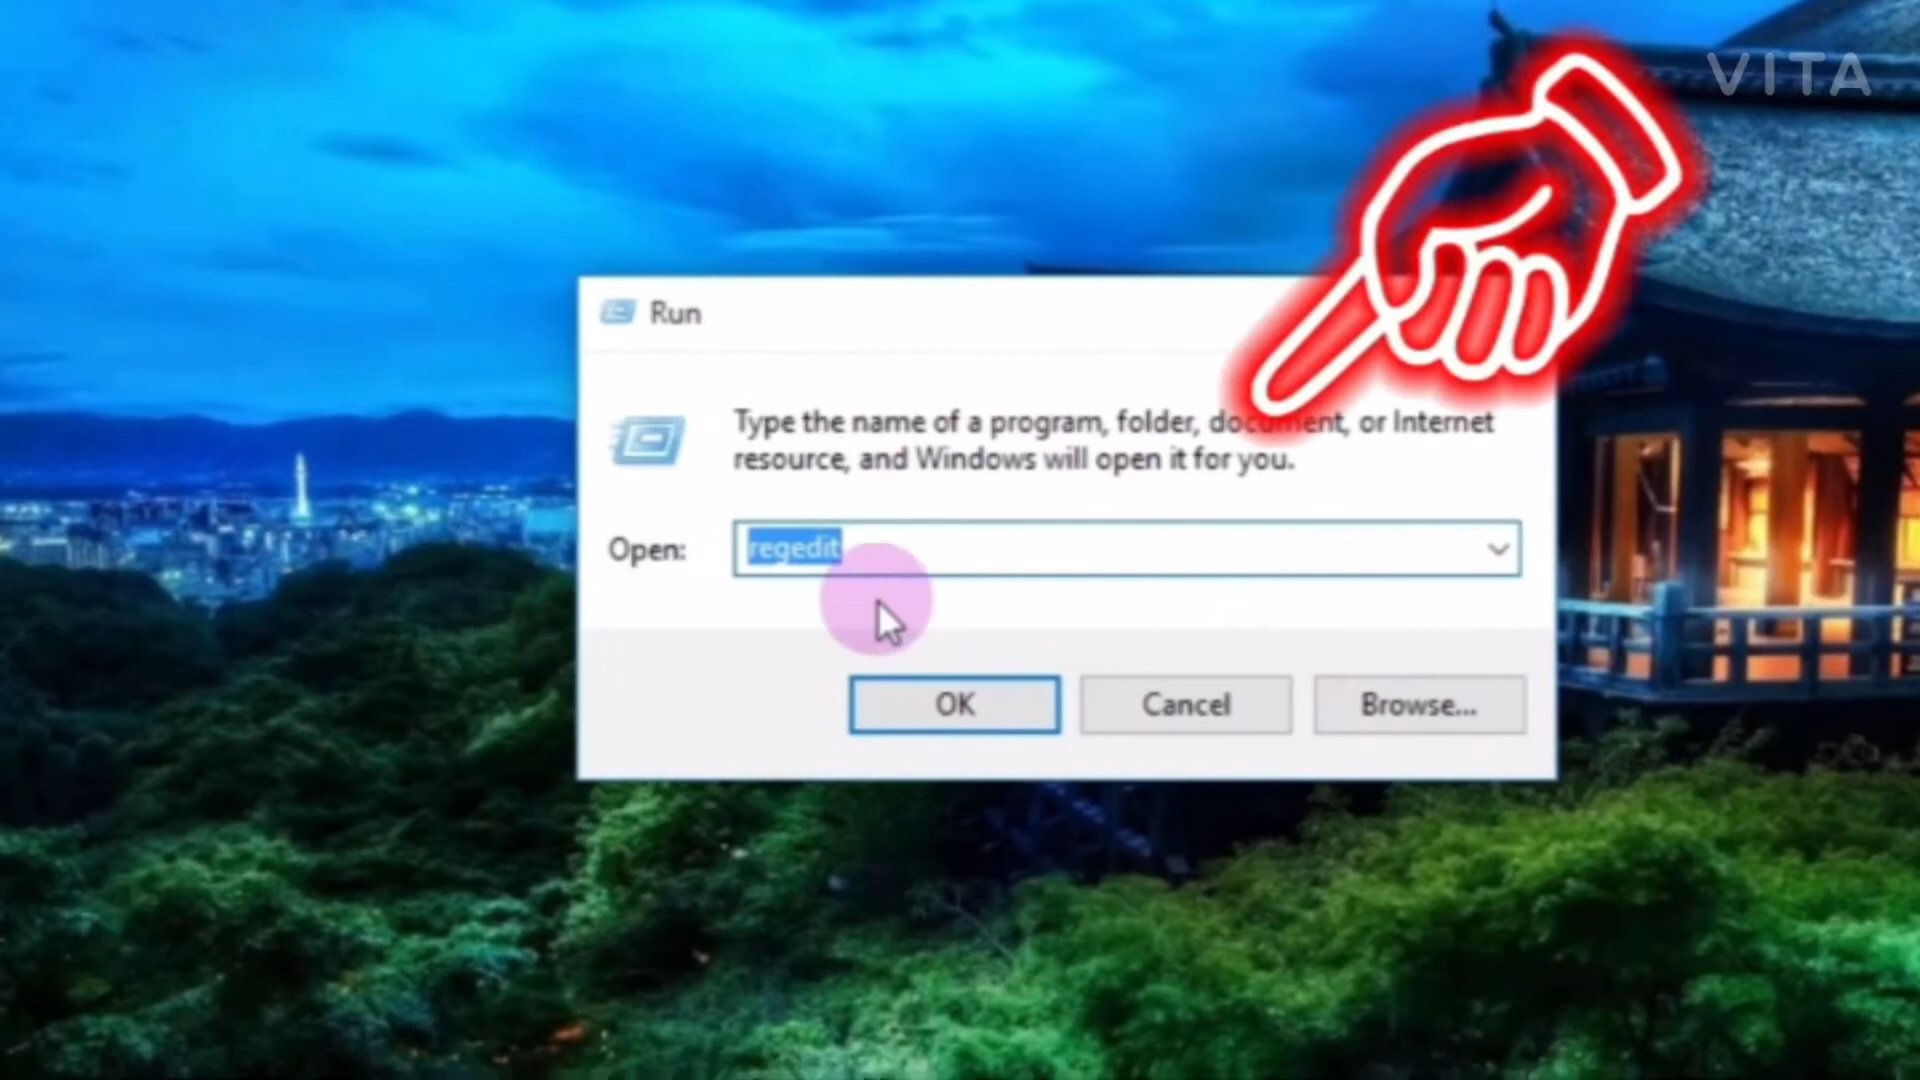 VITA
Run
Type the name of a program, folder, document, or Internet
resource, and Windows will open it for you.
Open: regedit
OK Cancel Browse...